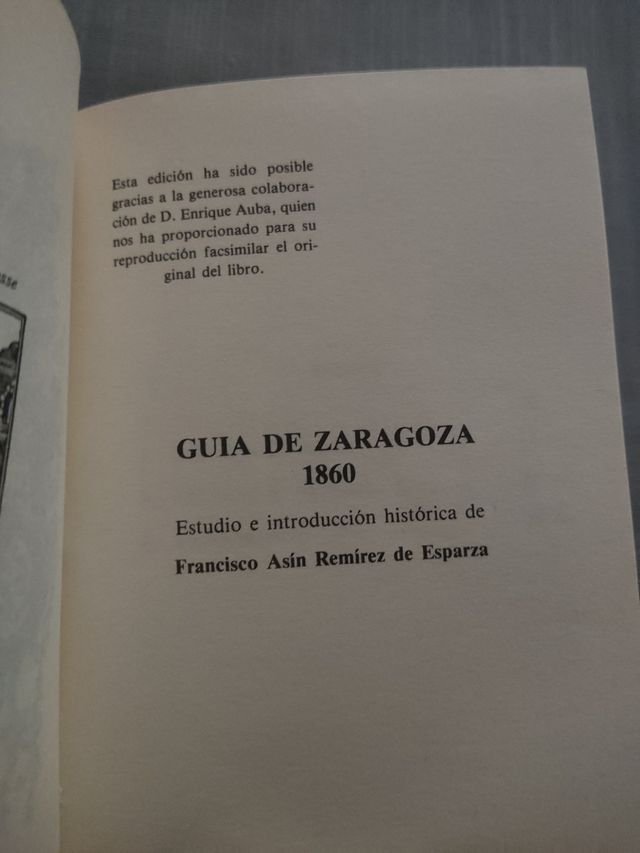 Esta edición ha sido posible
gracias a la generosa colabora-
ción de D. Enrique Auba, quien
nos ha proporcionado para su
reproducción facsimilar el ori-
ginal del libro.
GUIA DE ZARAGOZA
1860
Estudio e introducción histórica de
Francisco Asín Remírez de Esparza